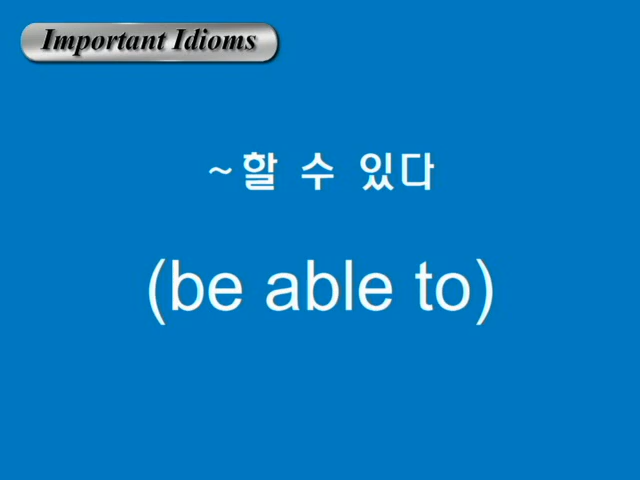 Important Idioms
~할 수 있다
(be able to)